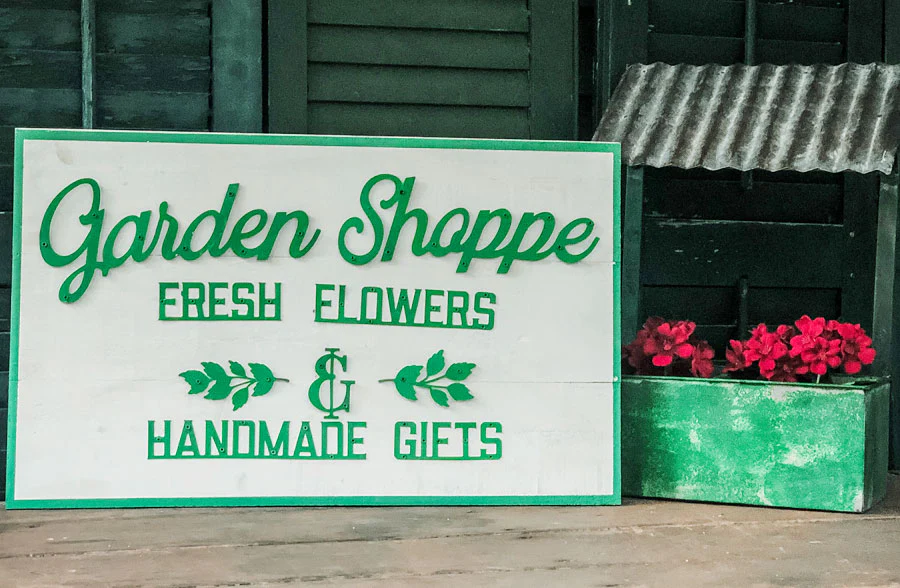 Garden Shoppe
FRESH FLOWERS
&
HANDMADE GIFTS